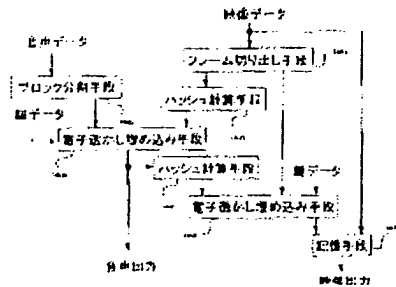 映像データ
音声データ
フレーム切り出し手段
ブロック分割手段
ハッシュ計算手段
鍵データ
電子透かし埋め込み手段
ハッシュ計算手段
鍵データ
電子透かし埋め込み手段
記憶手段
音声出力
映像出力